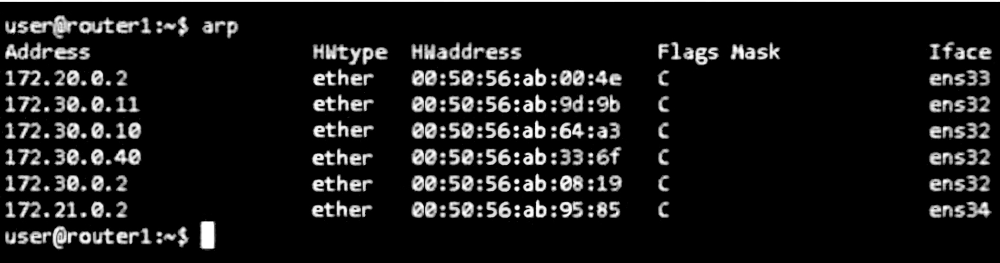 user@router1:~$ arp
Address HWtype HWaddress Flags Mask Iface
172.20.0.2 ether 00:50:56:ab:00:4e C ens33
172.30.0.11 ether 00:50:56:ab:9d:9b C ens32
172.30.0.10 ether 00:50:56:ab:64:a3 C ens32
172.30.0.40 ether 00:50:56:ab:33:6f C ens32
172.30.0.2 ether 00:50:56:ab:08:19 C ens32
172.21.0.2 ether 00:50:56:ab:95:85 C ens34
user@router1:~$